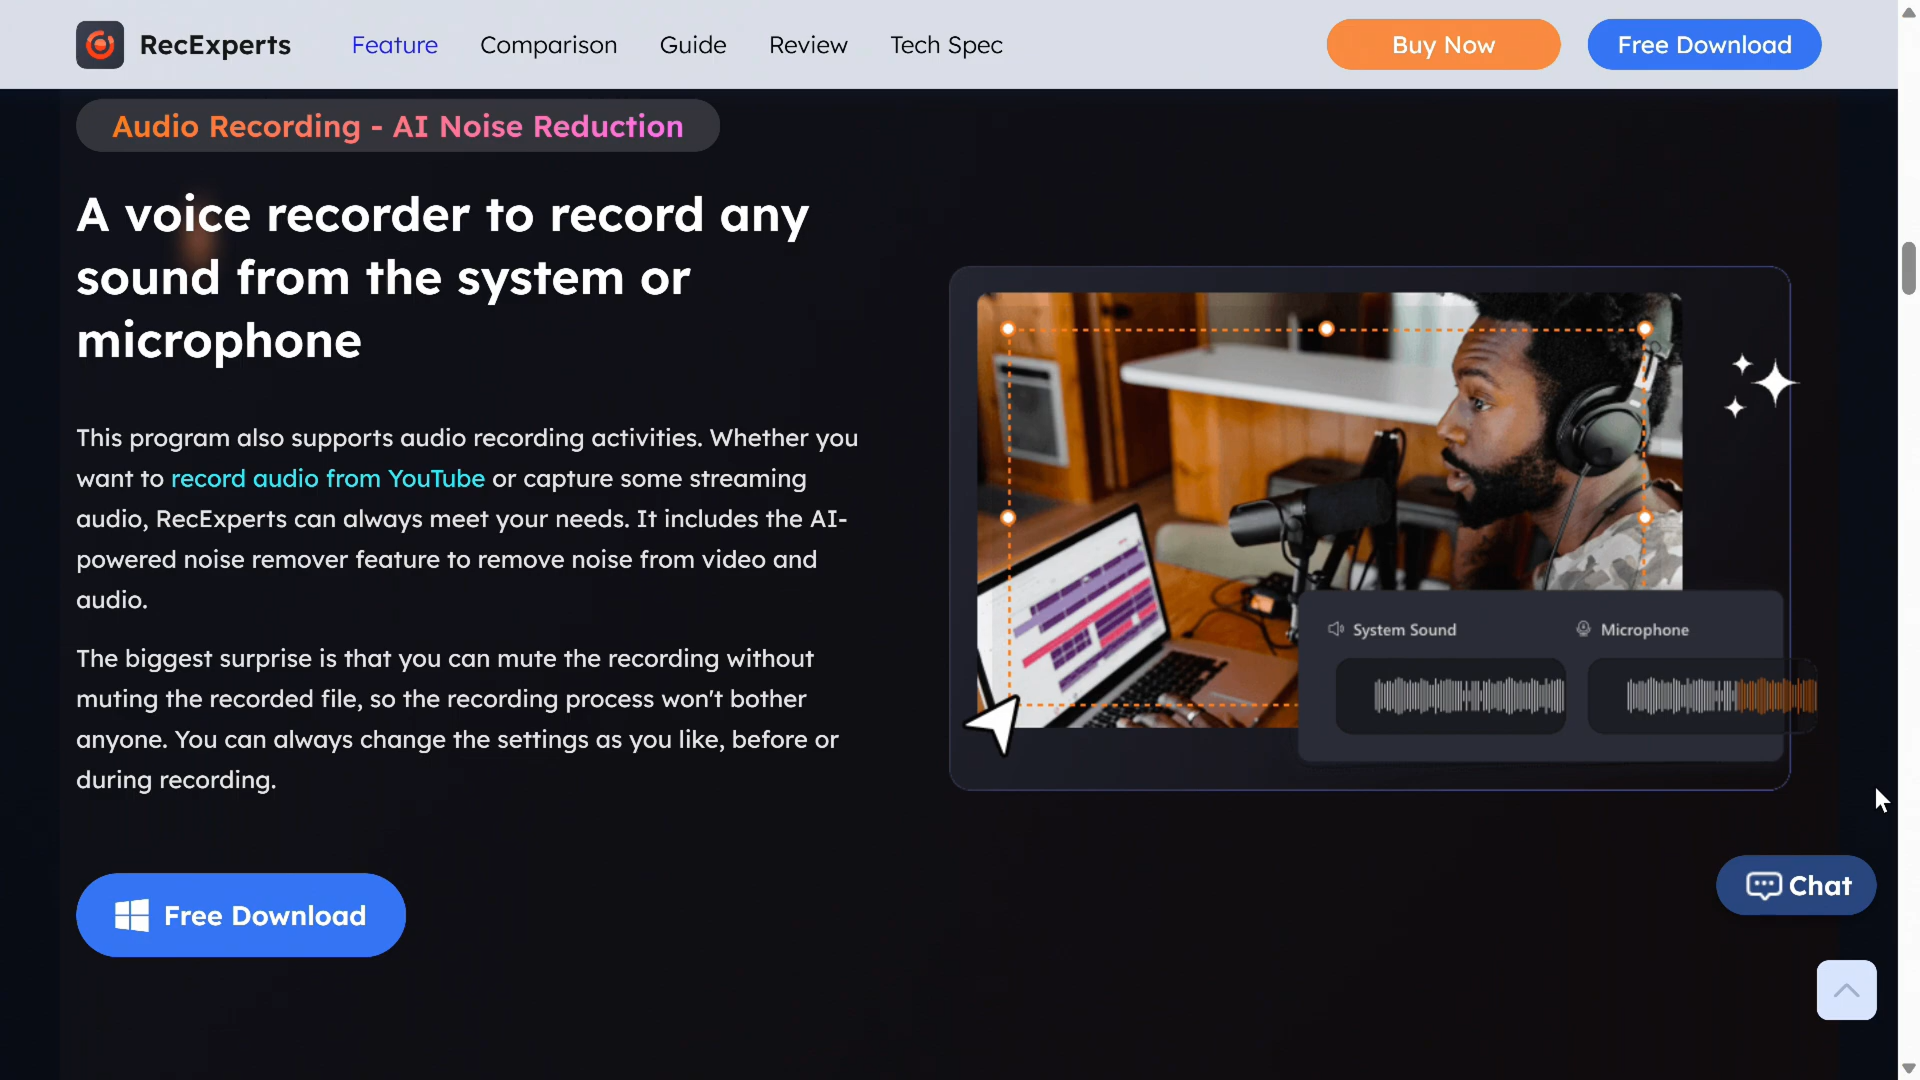 RecExperts
Feature
Comparison
Guide
Review
Tech Spec
Buy Now
Free Download
Audio Recording - AI Noise Reduction
A voice recorder to record any
sound from the system or
microphone
This program also supports audio recording activities. Whether you
want to record audio from YouTube or capture some streaming
audio, RecExperts can always meet your needs. It includes the AI-
powered noise remover feature to remove noise from video and
audio.
The biggest surprise is that you can mute the recording without
muting the recorded file, so the recording process won't bother
anyone. You can always change the settings as you like, before or
during recording.
Free Download
System Sound
Microphone
Chat